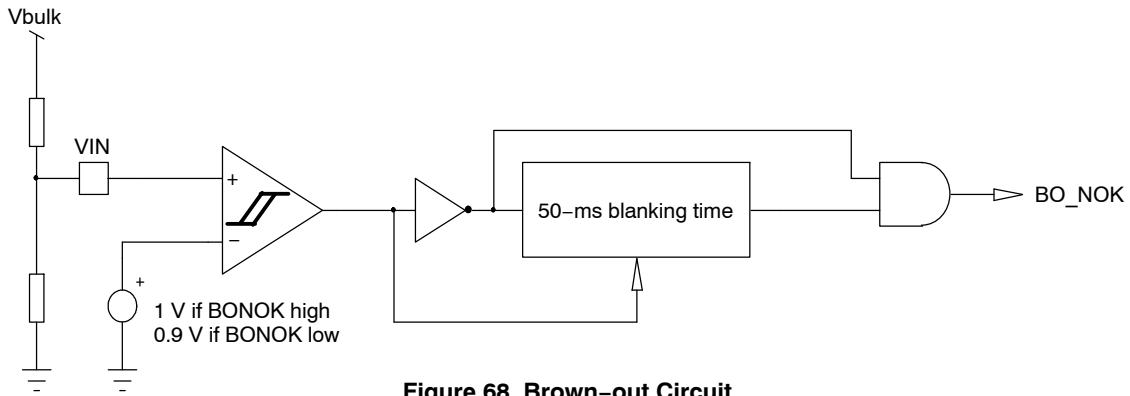 Vbulk
VIN
+
−
+
1 V if BONOK high
0.9 V if BONOK low
50−ms blanking time
BO_NOK
Figure 68. Brown−out Circuit